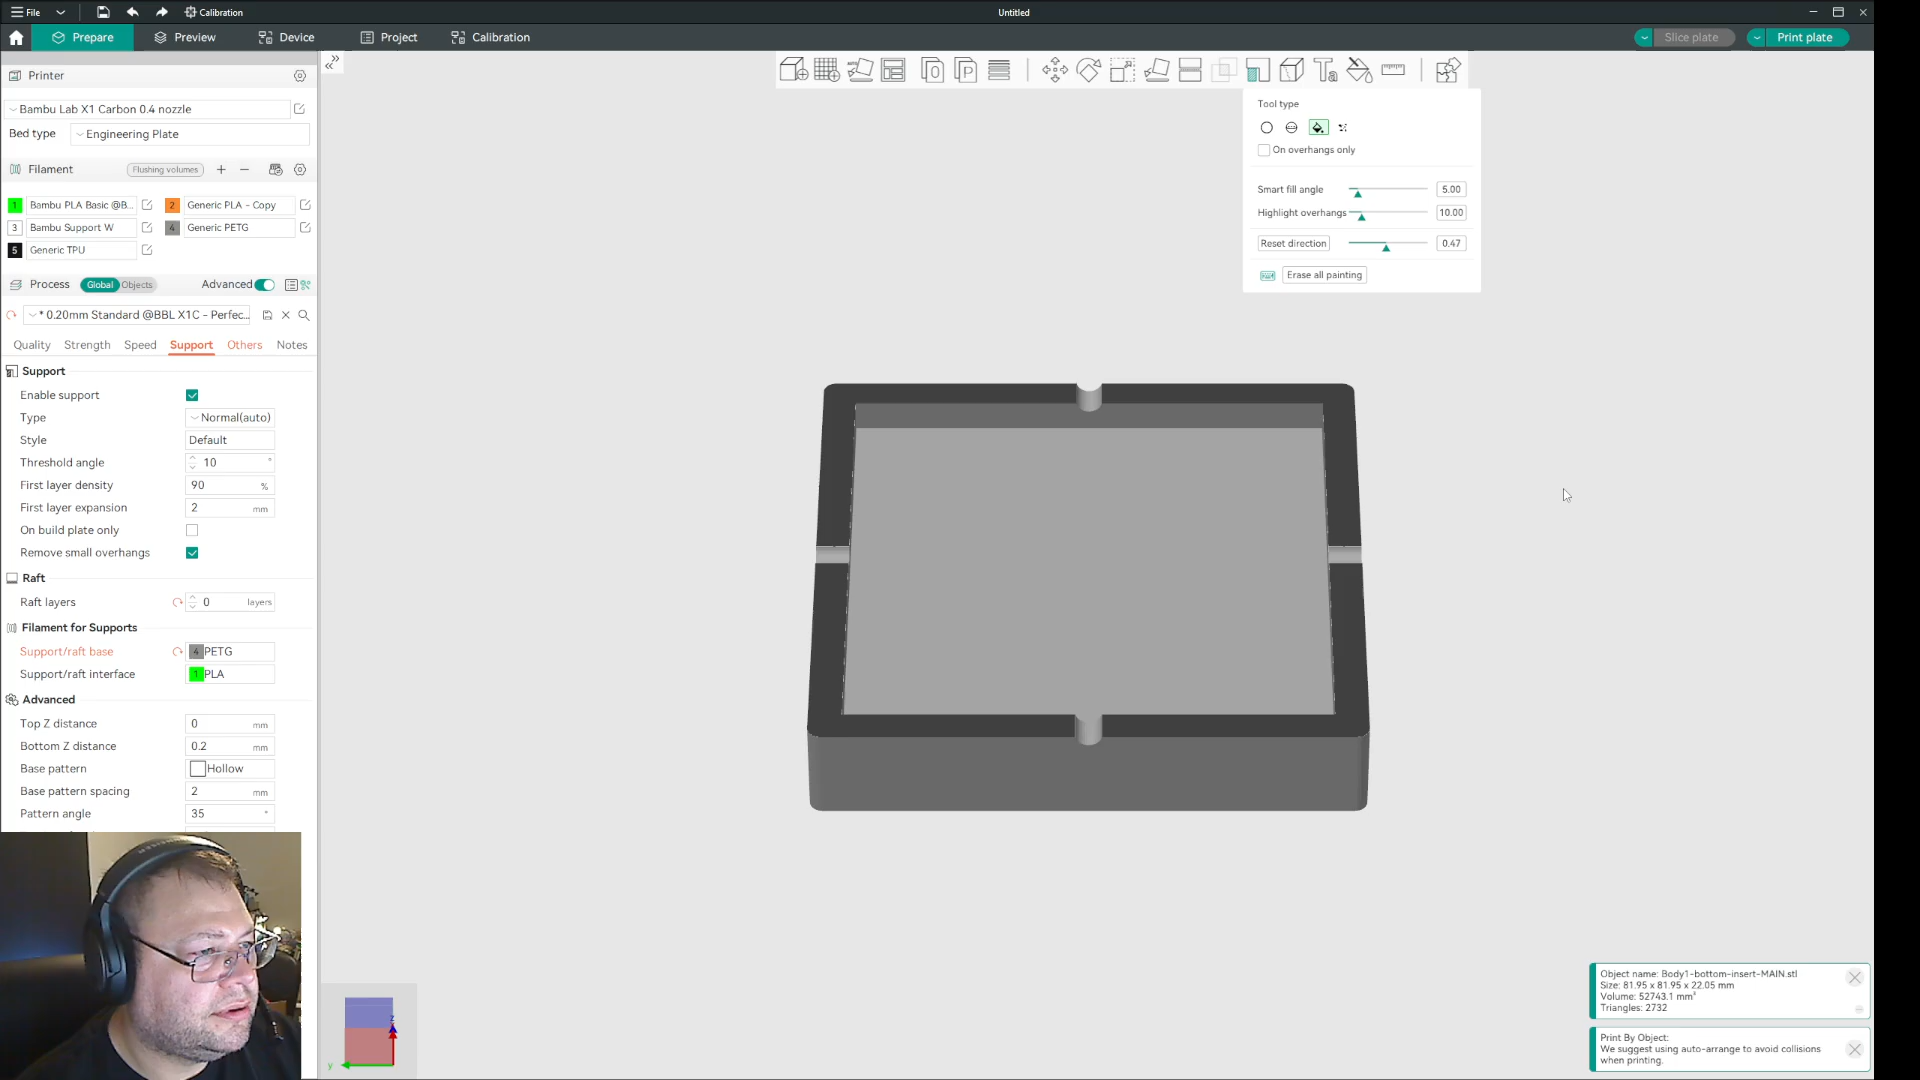 File
Calibration
Untitled
Prepare
Preview
Device
Project
Calibration
Slice plate
Print plate
Printer
Bambu Lab X1 Carbon 0.4 nozzle
Bed type
Engineering Plate
Filament
Flushing volumes
1 Bambu PLA Basic @B...
2 Generic PLA - Copy
3 Bambu Support W
4 Generic PETG
5 Generic TPU
Process Global Objects Advanced
* 0.20mm Standard @BBL X1C - Perfec...
Quality Strength Speed Support Others Notes
Support
Enable support
Type Normal(auto)
Style Default
Threshold angle 10 °
First layer density 90 %
First layer expansion 2 mm
On build plate only
Remove small overhangs
Raft
Raft layers 0 layers
Filament for Supports
Support/raft base 4 PETG
Support/raft interface 1 PLA
Advanced
Top Z distance 0 mm
Bottom Z distance 0.2 mm
Base pattern Hollow
Base pattern spacing 2 mm
Pattern angle 35 °
Tool type
On overhangs only
Smart fill angle 5.00
Highlight overhangs 10.00
Reset direction 0.47
Erase all painting
z
y
Object name: Body1-bottom-insert-MAIN.stl
Size: 81.95 x 81.95 x 22.05 mm
Volume: 52743.1 mm³
Triangles: 2732
Print By Object:
We suggest using auto-arrange to avoid collisions
when printing.